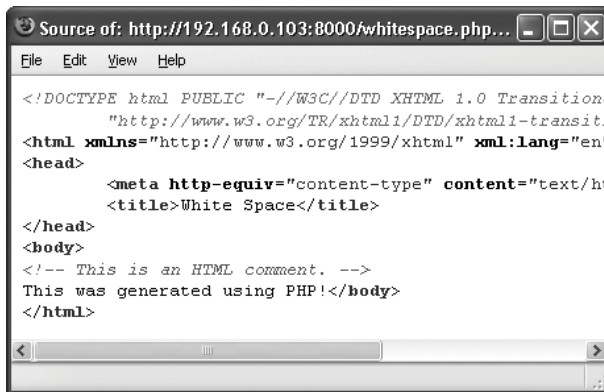 Source of: http://192.168.0.103:8000/whitespace.php...
File Edit View Help
<!DOCTYPE html PUBLIC "-//W3C//DTD XHTML 1.0 Transition
"http://www.w3.org/TR/xhtml1/DTD/xhtml1-transiti
<html xmlns="http://www.w3.org/1999/xhtml" xml:lang="en"
<head>
<meta http-equiv="content-type" content="text/ht
<title>White Space</title>
</head>
<body>
<!-- This is an HTML comment. -->
This was generated using PHP!</body>
</html>